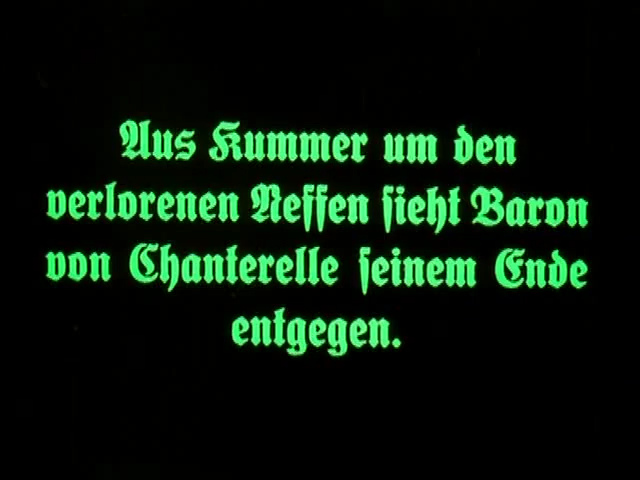 Aus Kummer um den
verlorenen Neffen ſieht Baron
von Chanterelle ſeinem Ende
entgegen.